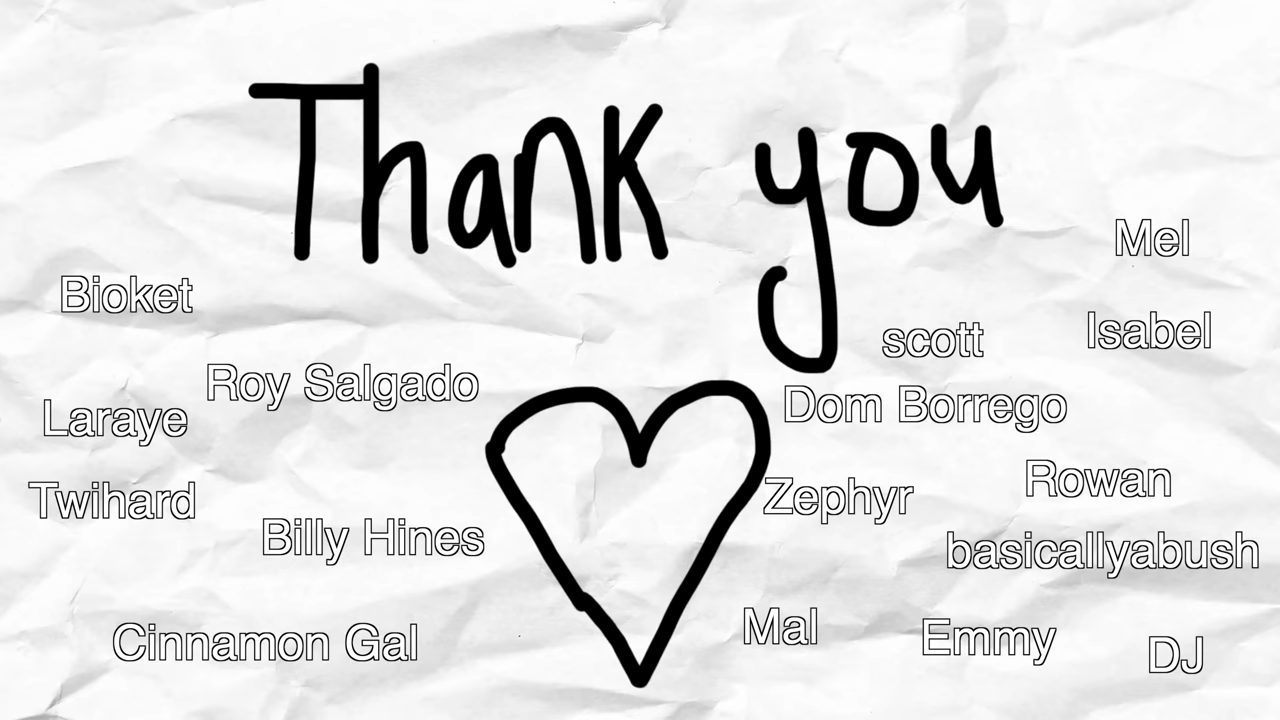 Thank you
Mel
Bioket
Isabel
scott
Roy Salgado
Dom Borrego
Laraye
Rowan
Zephyr
Twihard
Billy Hines
basicallyabush
Mal
Emmy
Cinnamon Gal
DJ